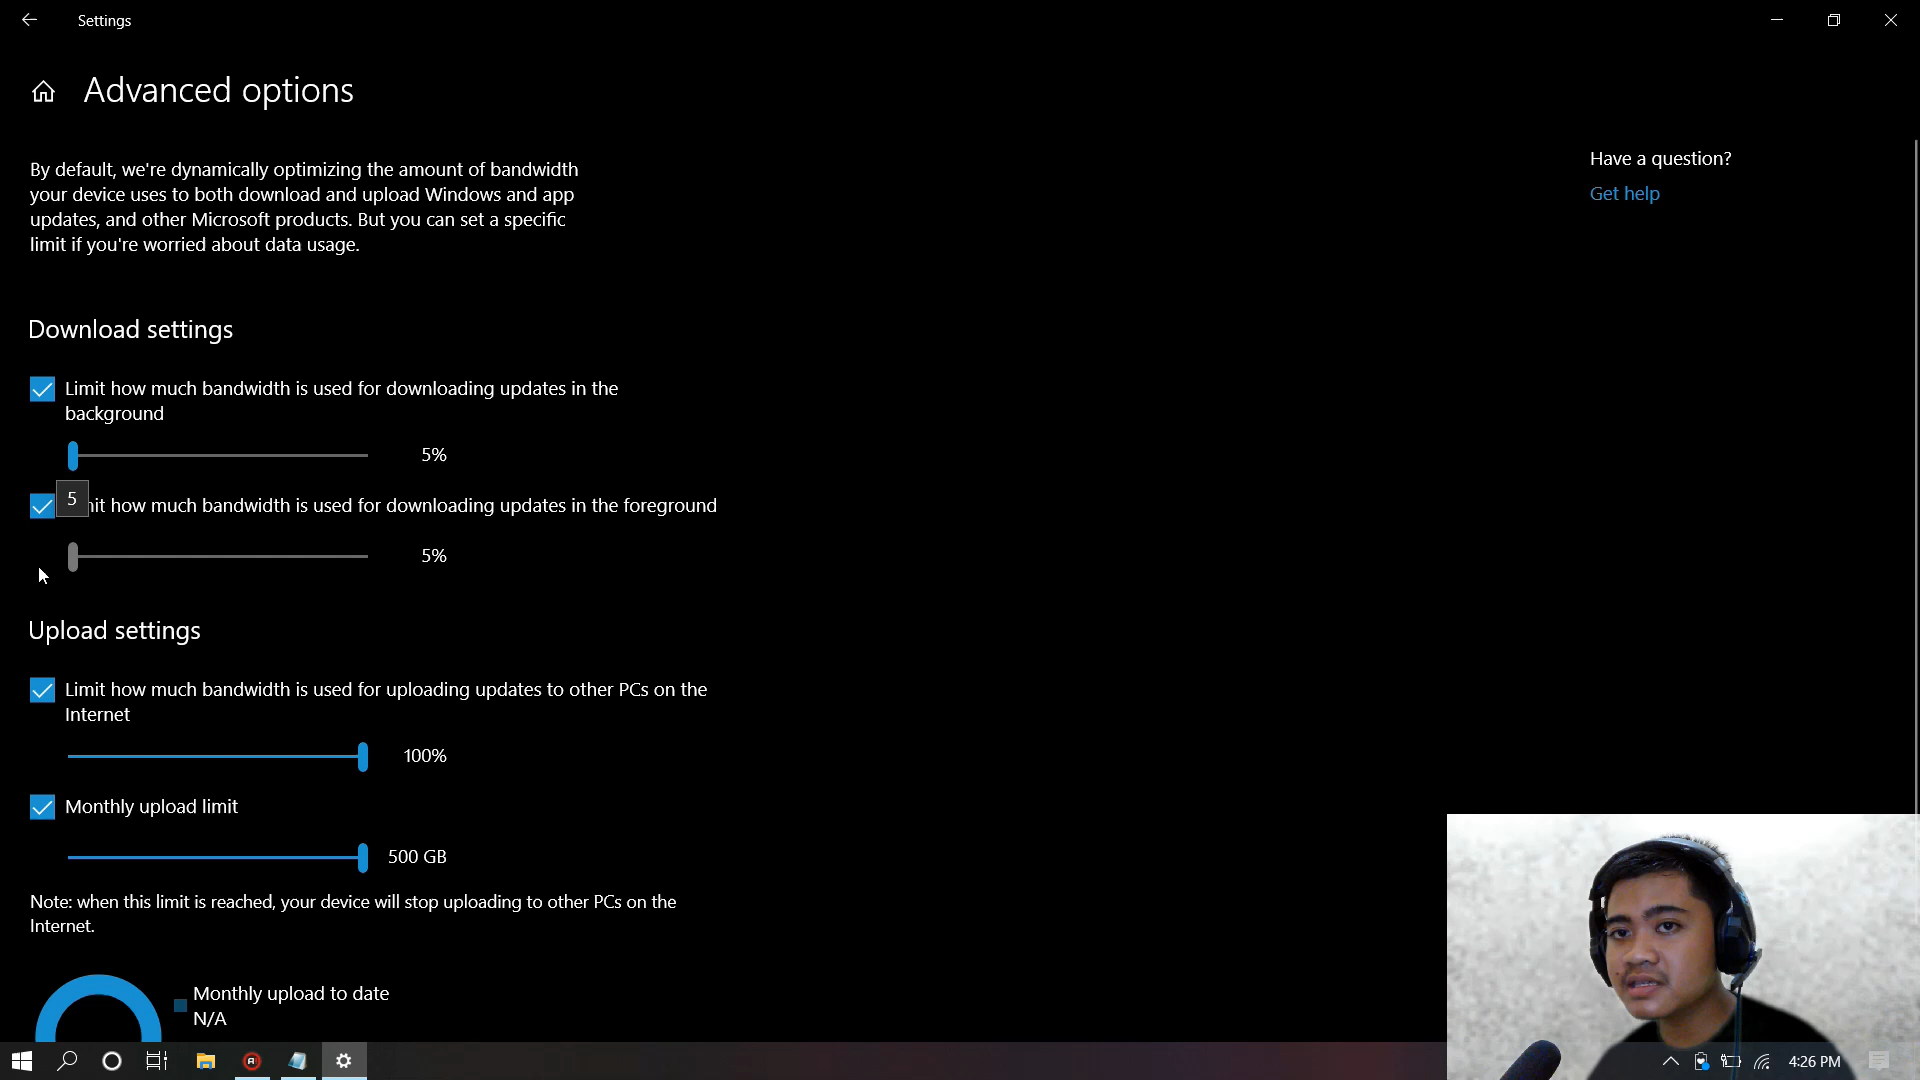 Settings
Advanced options
By default, we're dynamically optimizing the amount of bandwidth
your device uses to both download and upload Windows and app
updates, and other Microsoft products. But you can set a specific
limit if you're worried about data usage.
Have a question?
Get help
Download settings
Limit how much bandwidth is used for downloading updates in the
background
5%
5
how much bandwidth is used for downloading updates in the foreground
5%
Upload settings
Limit how much bandwidth is used for uploading updates to other PCs on the
Internet
100%
Monthly upload limit
500 GB
Note: when this limit is reached, your device will stop uploading to other PCs on the
Internet.
Monthly upload to date
N/A
4:26 PM